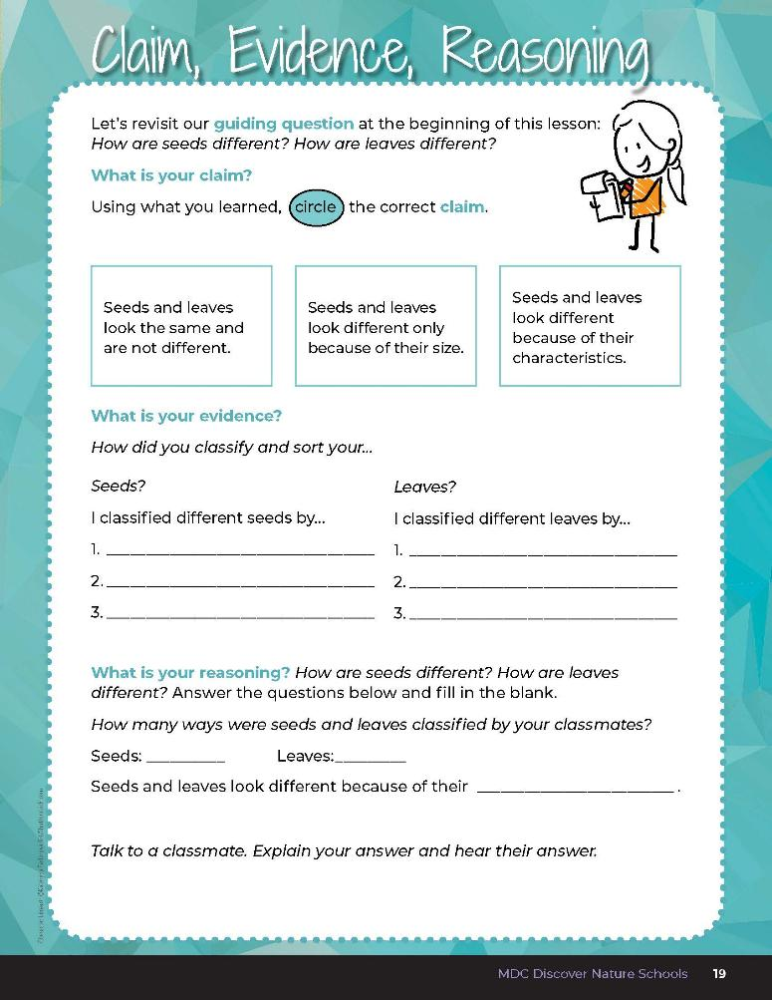 Claim, Evidence, Reasoning
Let's revisit our guiding question at the beginning of this lesson:
How are seeds different? How are leaves different?
What is your claim?
Using what you learned, circle the correct claim.
Seeds and leaves
look the same and
are not different.
Seeds and leaves
look different only
because of their size.
Seeds and leaves
look different
because of their
characteristics.
What is your evidence?
How did you classify and sort your...
Seeds?
I classified different seeds by...
1. ______________________________
2. ______________________________
3. ______________________________
Leaves?
I classified different leaves by...
1. ______________________________
2. ______________________________
3. ______________________________
What is your reasoning? How are seeds different? How are leaves
different? Answer the questions below and fill in the blank.
How many ways were seeds and leaves classified by your classmates?
Seeds: _________ Leaves:________
Seeds and leaves look different because of their ______________________ .
Talk to a classmate. Explain your answer and hear their answer.
MDC Discover Nature Schools 19